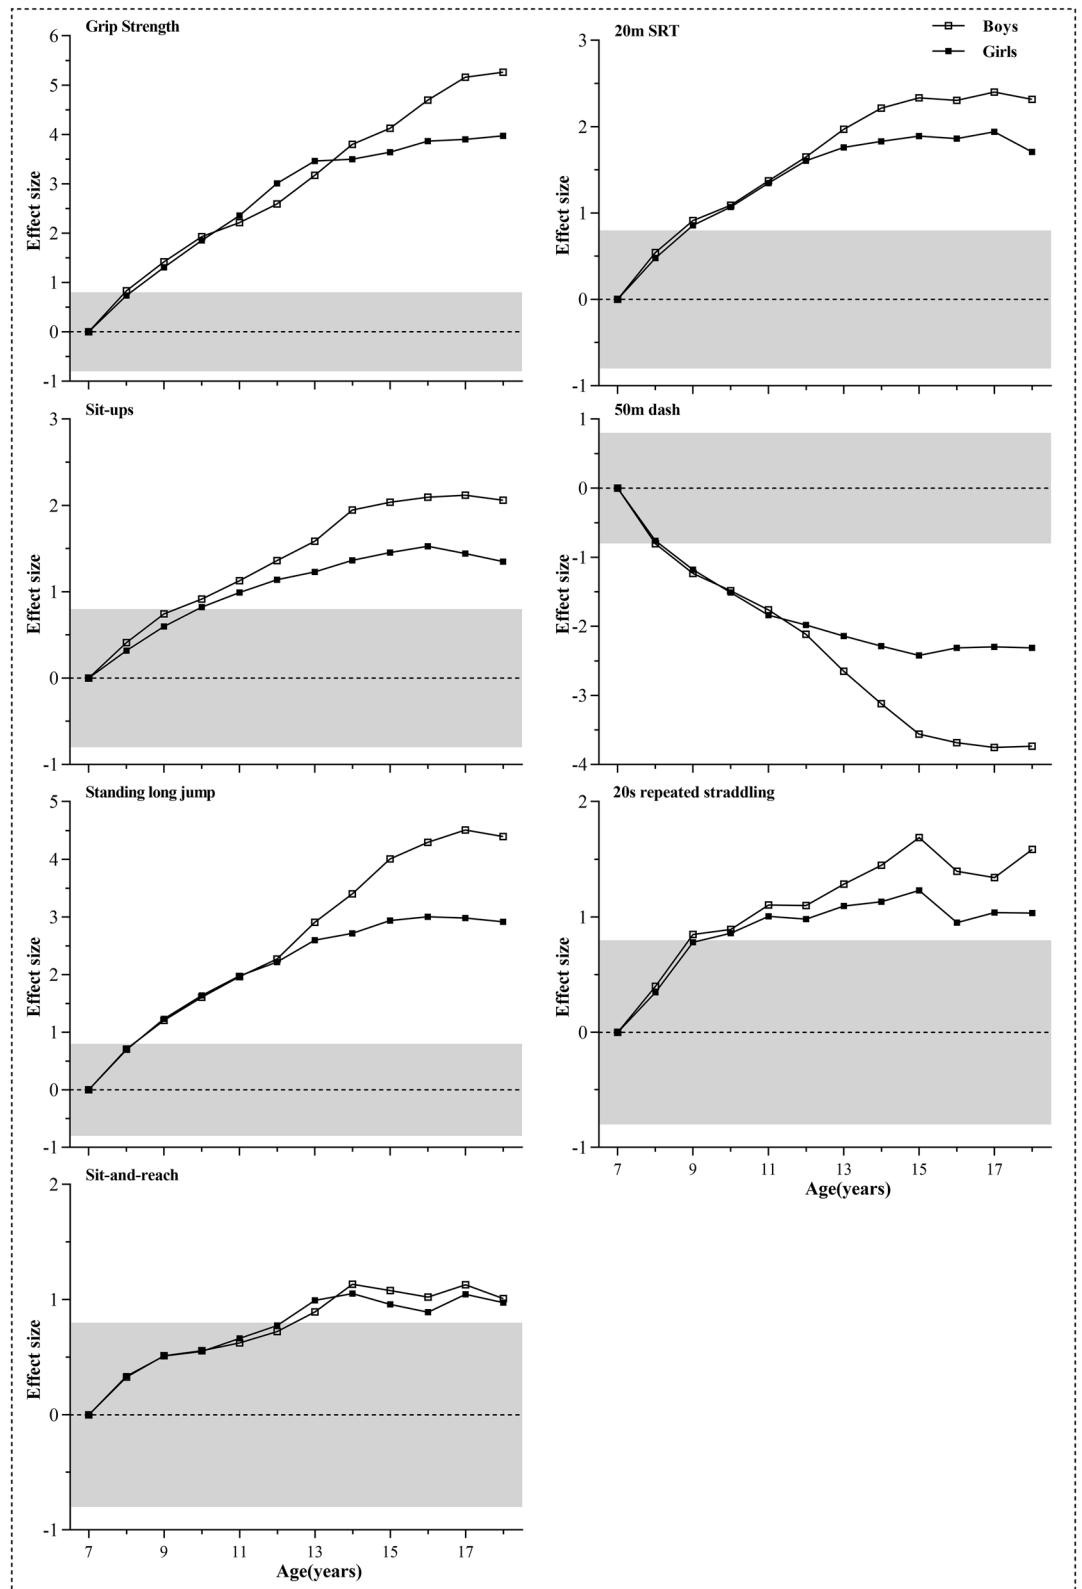 Grip Strength
6
5
4
3
2
1
0
-1
Effect size
20m SRT
Boys
Girls
3
2
1
0
-1
Effect size
Sit-ups
3
2
1
0
-1
Effect size
50m dash
1
0
-1
-2
-3
-4
Effect size
Standing long jump
5
4
3
2
1
0
-1
Effect size
20s repeated straddling
2
1
0
-1
Effect size
7 9 11 13 15 17
Age(years)
Sit-and-reach
2
1
0
-1
Effect size
7 9 11 13 15 17
Age(years)